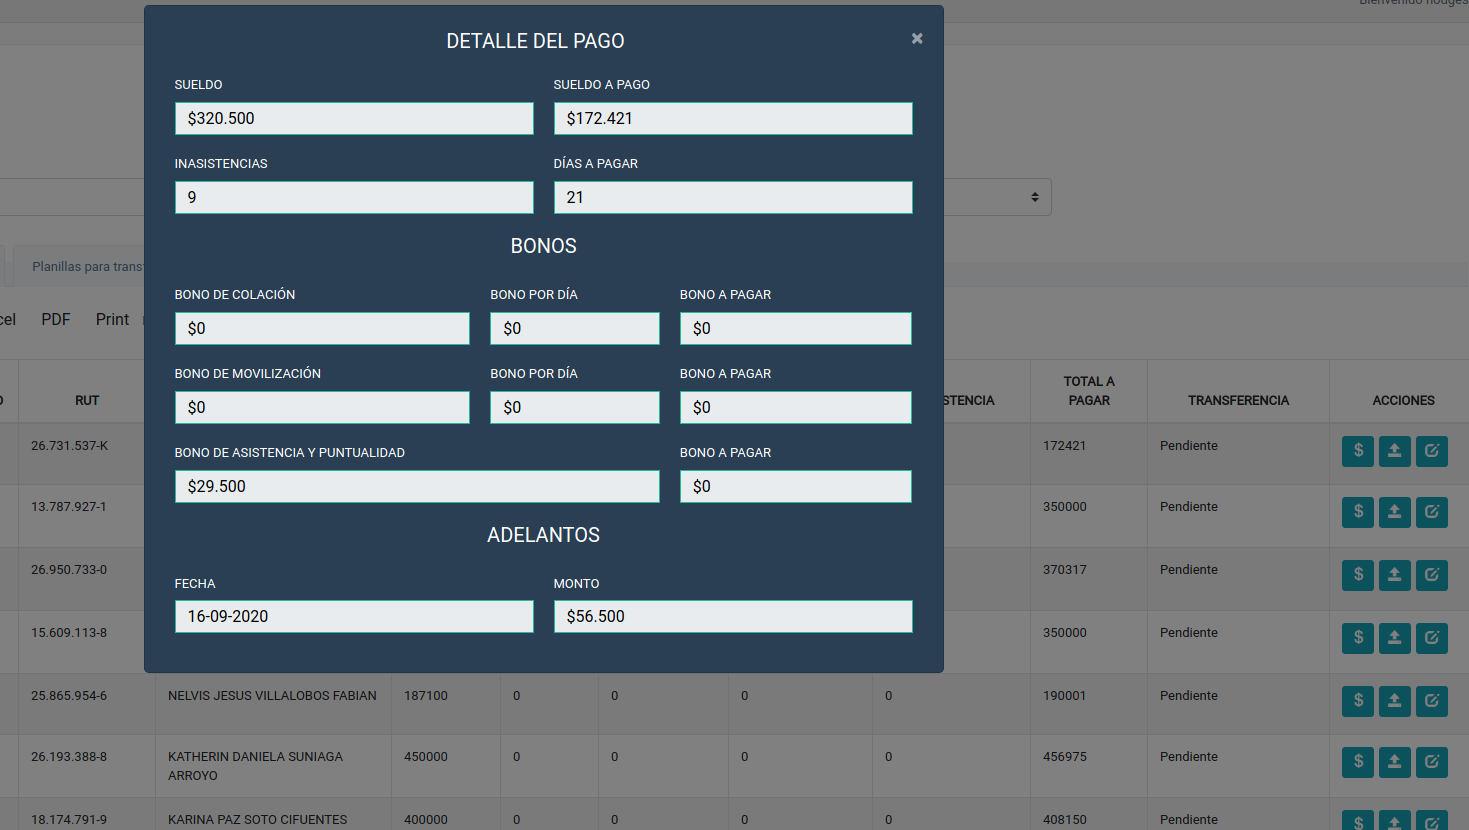 Bienvenido
DETALLE DEL PAGO ×
SUELDO SUELDO A PAGO
$320.500 $172.421
INASISTENCIAS DÍAS A PAGAR
9 21
BONOS
Planillas para
BONO DE COLACIÓN BONO POR DÍA BONO A PAGAR
PDF Print
$0 $0 $0
BONO DE MOVILIZACIÓN BONO POR DÍA BONO A PAGAR
RUT TOTAL A PAGAR TRANSFERENCIA ACCIONES
$0 $0 $0
26.731.537-K 172421 Pendiente $
BONO DE ASISTENCIA Y PUNTUALIDAD BONO A PAGAR
$29.500 $0
13.787.927-1 350000 Pendiente $
ADELANTOS
26.950.733-0 370317 Pendiente $
FECHA MONTO
16-09-2020 $56.500
15.609.113-8 350000 Pendiente $
25.865.954-6 NELVIS JESUS VILLALOBOS FABIAN 187100 0 0 0 0 190001 Pendiente $
26.193.388-8 KATHERIN DANIELA SUNIAGA 450000 0 0 0 0 456975 Pendiente $
ARROYO
18.174.791-9 KARINA PAZ SOTO CIFUENTES 400000 0 0 0 0 408150 Pendiente $